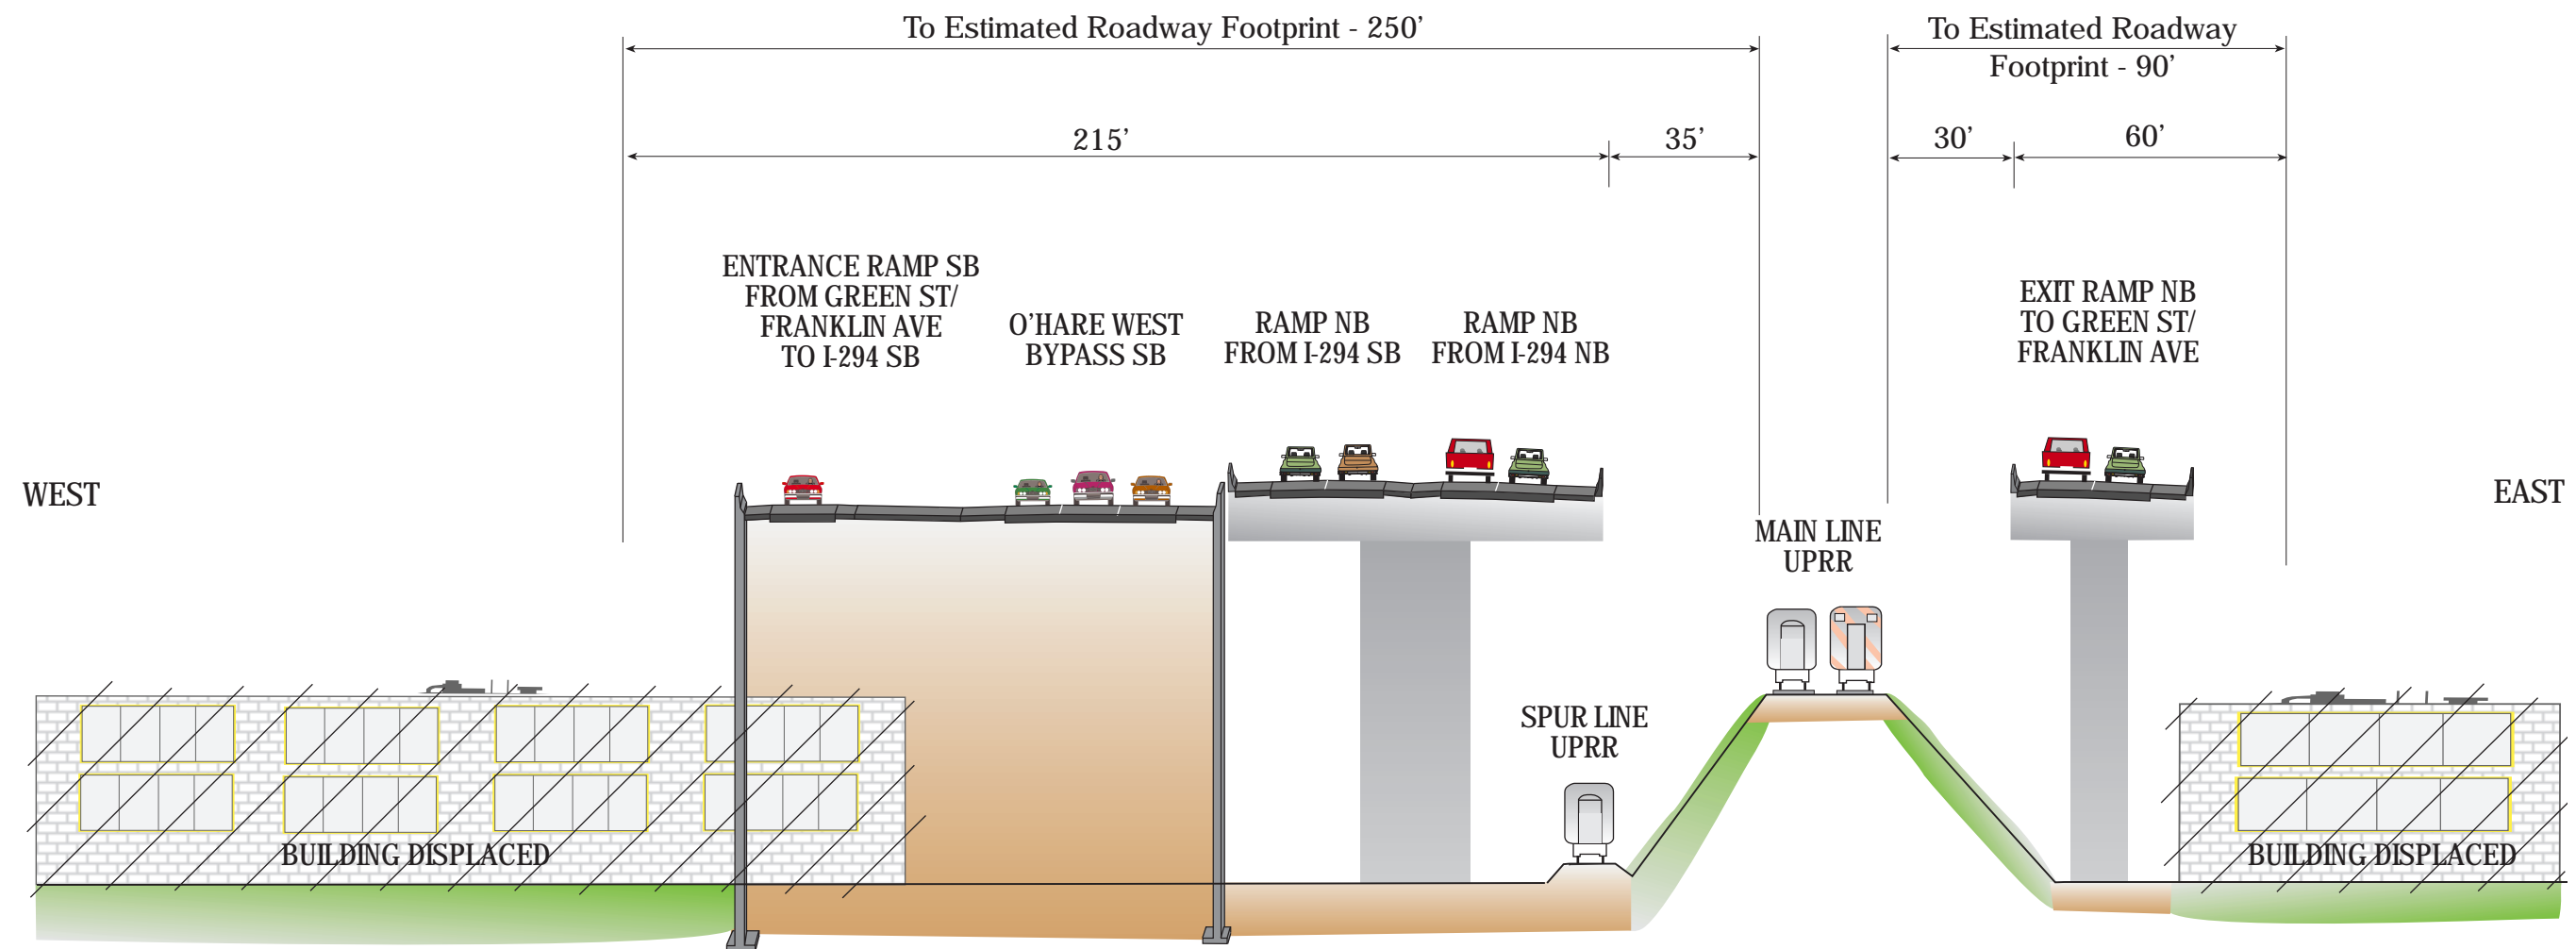 To Estimated Roadway Footprint - 250’
To Estimated Roadway
Footprint - 90’
215’
35’
30’
60’
ENTRANCE RAMP SB
FROM GREEN ST/
FRANKLIN AVE
TO I-294 SB
O’HARE WEST
BYPASS SB
RAMP NB
FROM I-294 SB
RAMP NB
FROM I-294 NB
EXIT RAMP NB
TO GREEN ST/
FRANKLIN AVE
WEST
EAST
MAIN LINE
UPRR
SPUR LINE
UPRR
BUILDING DISPLACED
BUILDING DISPLACED